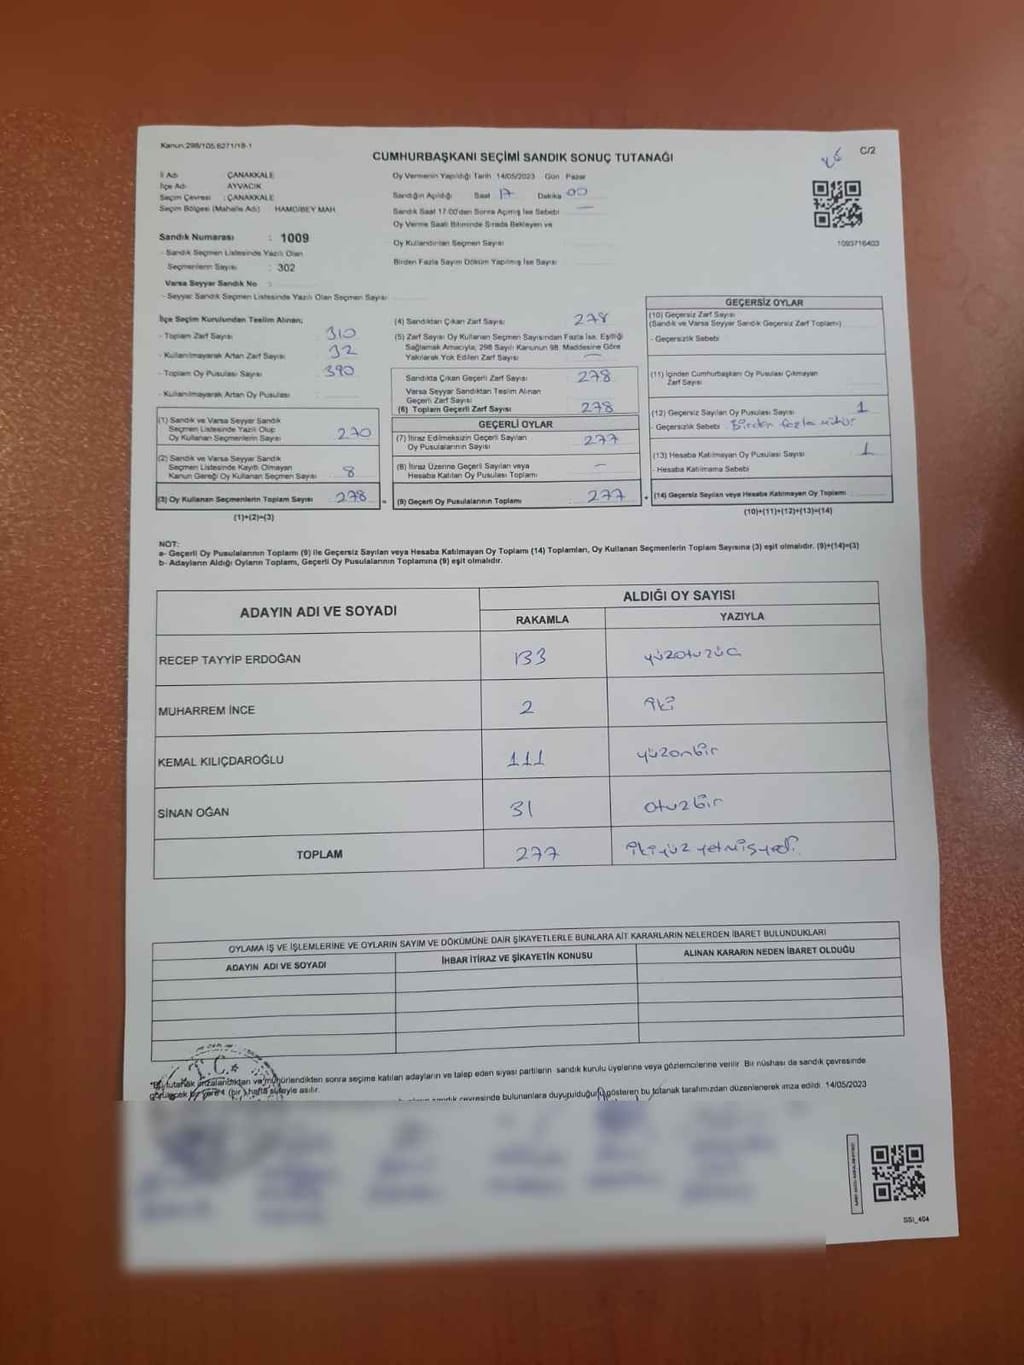 Kanun.298/105.6271/18-1
CUMHURBAŞKANI SEÇİMİ SANDIK SONUÇ TUTANAĞI
C/2
İl Adı ÇANAKKALE
İlçe Adı AYVACIK
Seçim Çevresi : ÇANAKKALE
Seçim Bölgesi (Mahalle Adı) HAMDİBEY MAH
Oy Vermenin Yapıldığı Tarih 14/05/2023 Gün Pazar
Sandığın Açıldığı Saat 17 Dakika 00
Sandık Saat 17:00'den Sonra Açılmış İse Sebebi —
Oy Verme Saati Bitiminde Sırada Bekleyen ve
Oy Kullandırılan Seçmen Sayısı
Birden Fazla Sayım Döküm Yapılmış İse Sayısı
1093716403
Sandık Numarası : 1009
- Sandık Seçmen Listesinde Yazılı Olan
Seçmenlerin Sayısı : 302
Varsa Seyyar Sandık No
- Seyyar Sandık Seçmen Listesinde Yazılı Olan Seçmen Sayısı
İlçe Seçim Kurulundan Teslim Alınan;
- Toplam Zarf Sayısı 310
- Kullanılmayarak Artan Zarf Sayısı 32
- Toplam Oy Pusulası Sayısı 390
- Kullanılmayarak Artan Oy Pusulası
(1) Sandık ve Varsa Seyyar Sandık
Seçmen Listesinde Yazılı Olup
Oy Kullanan Seçmenlerin Sayısı 270
(2) Sandık ve Varsa Seyyar Sandık
Seçmen Listesinde Kayıtlı Olmayan
Kanun Gereği Oy Kullanan Seçmen Sayısı 8
(3) Oy Kullanan Seçmenlerin Toplam Sayısı 278
(1)+(2)=(3)
(4) Sandıktan Çıkan Zarf Sayısı 278
(5) Zarf Sayısı Oy Kullanan Seçmen Sayısından Fazla İse, Eşitliği
Sağlamak Amacıyla, 298 Sayılı Kanunun 98. Maddesine Göre
Yakılarak Yok Edilen Zarf Sayısı —
Sandıkta Çıkan Geçerli Zarf Sayısı 278
Varsa Seyyar Sandıktan Teslim Alınan
Geçerli Zarf Sayısı
(6) Toplam Geçerli Zarf Sayısı 278
GEÇERLİ OYLAR
(7) İtiraz Edilmeksizin Geçerli Sayılan
Oy Pusulalarının Sayısı 277
(8) İtiraz Üzerine Geçerli Sayılan veya
Hesaba Katılan Oy Pusulası Toplamı —
= (9) Geçerli Oy Pusulalarının Toplamı 277
GEÇERSİZ OYLAR
(10) Geçersiz Zarf Sayısı
(Sandık ve Varsa Seyyar Sandık Geçersiz Zarf Toplamı)
- Geçersizlik Sebebi
(11) İçinden Cumhurbaşkanı Oy Pusulası Çıkmayan
Zarf Sayısı
(12) Geçersiz Sayılan Oy Pusulası Sayısı 1
- Geçersizlik Sebebi Birden fazla mühür
(13) Hesaba Katılmayan Oy Pusulası Sayısı 1
Hesaba Katılmama Sebebi
+ (14) Geçersiz Sayılan veya Hesaba Katılmayan Oy Toplamı
(10)+(11)+(12)+(13)=(14)
NOT:
a- Geçerli Oy Pusulalarının Toplamı (9) ile Geçersiz Sayılan veya Hesaba Katılmayan Oy Toplamı (14) Toplamları, Oy Kullanan Seçmenlerin Toplam Sayısına (3) eşit olmalıdır. (9)+(14)=(3)
b- Adayların Aldığı Oyların Toplamı, Geçerli Oy Pusulalarının Toplamına (9) eşit olmalıdır.
ADAYIN ADI VE SOYADI
ALDIĞI OY SAYISI
RAKAMLA YAZIYLA
RECEP TAYYİP ERDOĞAN 133 yüzotuzüç
MUHARREM İNCE 2 iki
KEMAL KILIÇDAROĞLU 111 yüzonbir
SİNAN OĞAN 31 otuzbir
TOPLAM 277 ikiyüz yetmişyedi
OYLAMA İŞ VE İŞLEMLERİNE VE OYLARIN SAYIM VE DÖKÜMÜNE DAİR ŞİKAYETLERLE BUNLARA AİT KARARLARIN NELERDEN İBARET BULUNDUKLARI
ADAYIN ADI VE SOYADI İHBAR İTİRAZ VE ŞİKAYETİN KONUSU ALINAN KARARIN NEDEN İBARET OLDUĞU
T.C.
*Bu tutanak imzalandıktan ve mühürlendikten sonra seçime katılan adayların ve talep eden siyasi partilerin sandık kurulu üyelerine veya gözlemcilerine verilir. Bir nüshası da sandık çevresinde
görülecek bir yere 1 (bir) hafta süreyle asılır.
sandık çevresinde bulunanlara duyurulduğunu gösteren bu tutanak tarafımızdan düzenlenerek imza edildi. 14/05/2023
SSI_404